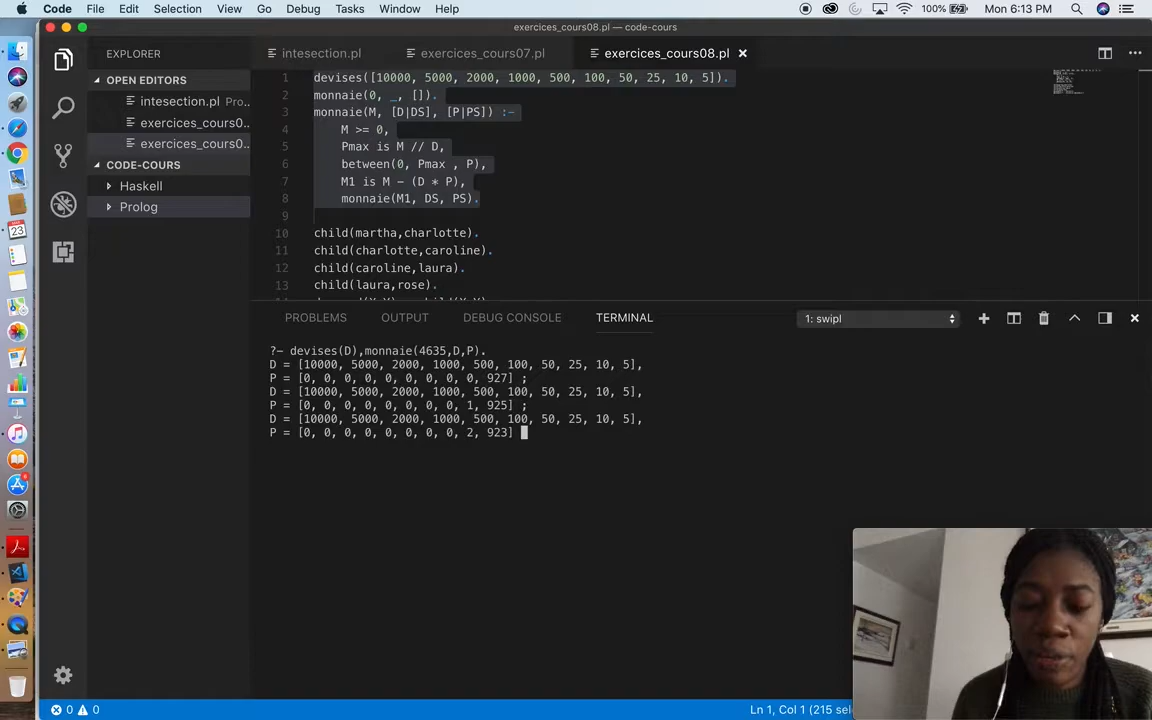 Code File Edit Selection View Go Debug Tasks Window Help 100% Mon 6:13 PM
exercices_cours08.pl — code-cours
EXPLORER intesection.pl exercices_cours07.pl exercices_cours08.pl
OPEN EDITORS
intesection.pl Pro...
exercices_cours0...
exercices_cours0...
CODE-COURS
Haskell
Prolog
1 devises([10000, 5000, 2000, 1000, 500, 100, 50, 25, 10, 5]).
2 monnaie(0, _, []).
3 monnaie(M, [D|DS], [P|PS]) :-
4 M >= 0,
5 Pmax is M // D,
6 between(0, Pmax , P),
7 M1 is M - (D * P),
8 monnaie(M1, DS, PS).
9
10 child(martha,charlotte).
11 child(charlotte,caroline).
12 child(caroline,laura).
13 child(laura,rose).
PROBLEMS OUTPUT DEBUG CONSOLE TERMINAL 1: swipl
?- devises(D),monnaie(4635,D,P).
D = [10000, 5000, 2000, 1000, 500, 100, 50, 25, 10, 5],
P = [0, 0, 0, 0, 0, 0, 0, 0, 0, 927] ;
D = [10000, 5000, 2000, 1000, 500, 100, 50, 25, 10, 5],
P = [0, 0, 0, 0, 0, 0, 0, 0, 1, 925] ;
D = [10000, 5000, 2000, 1000, 500, 100, 50, 25, 10, 5],
P = [0, 0, 0, 0, 0, 0, 0, 0, 2, 923]
0 0 Ln 1, Col 1 (215 sele